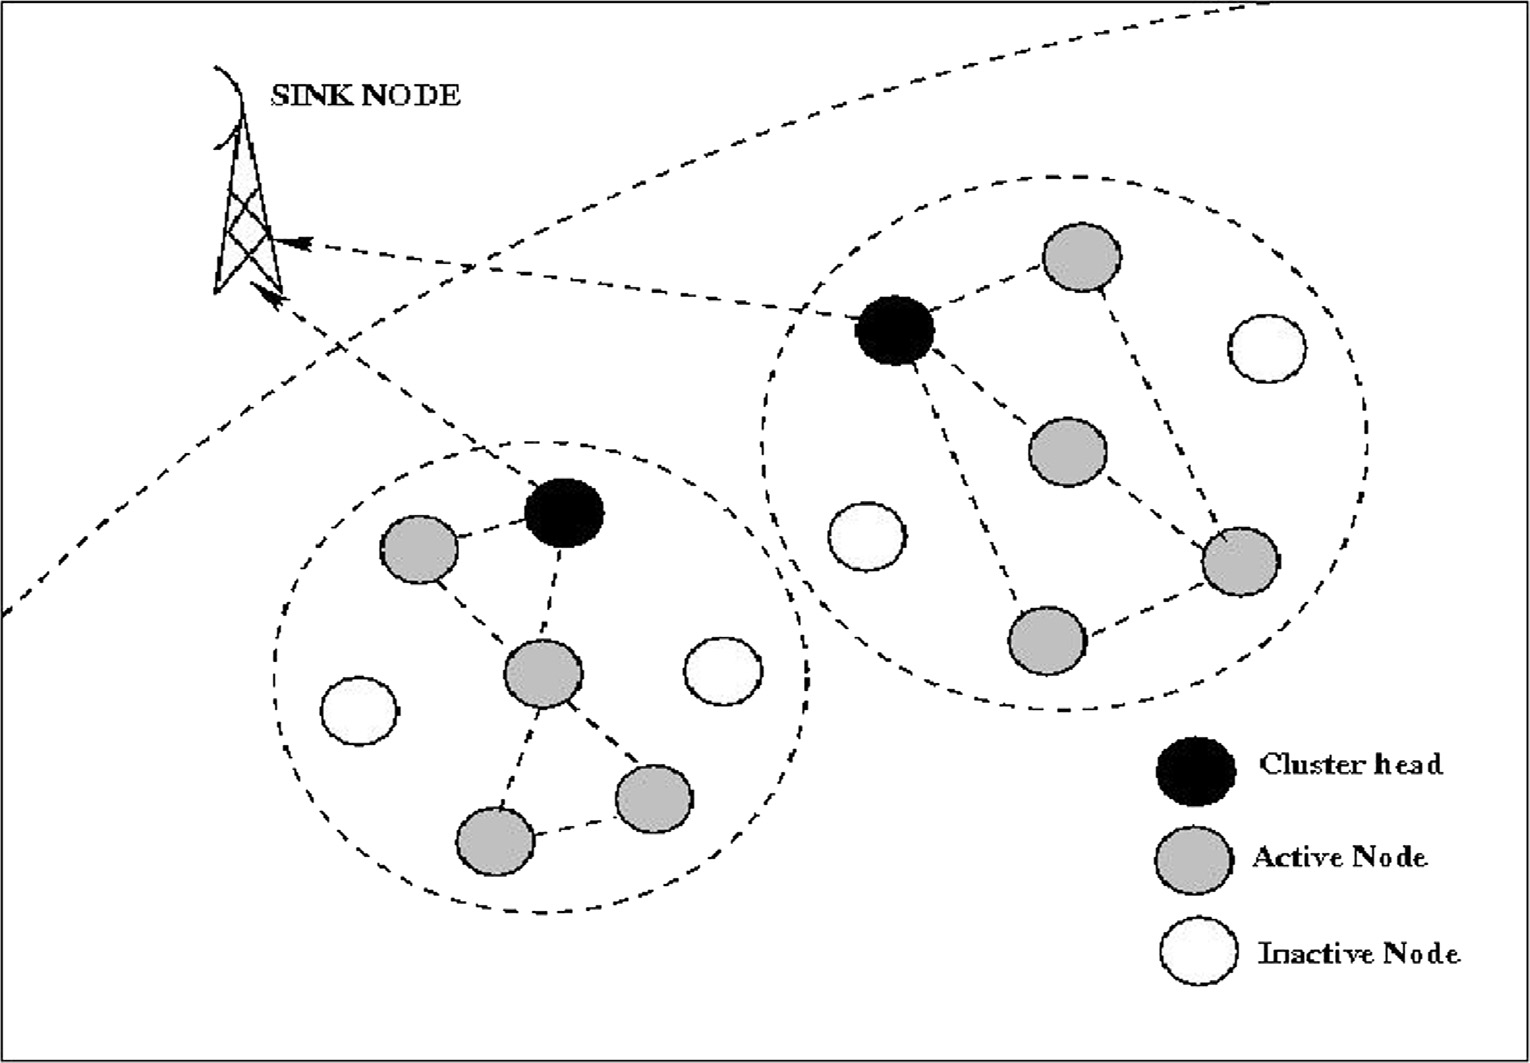 SINK NODE
Cluster head
Active Node
Inactive Node